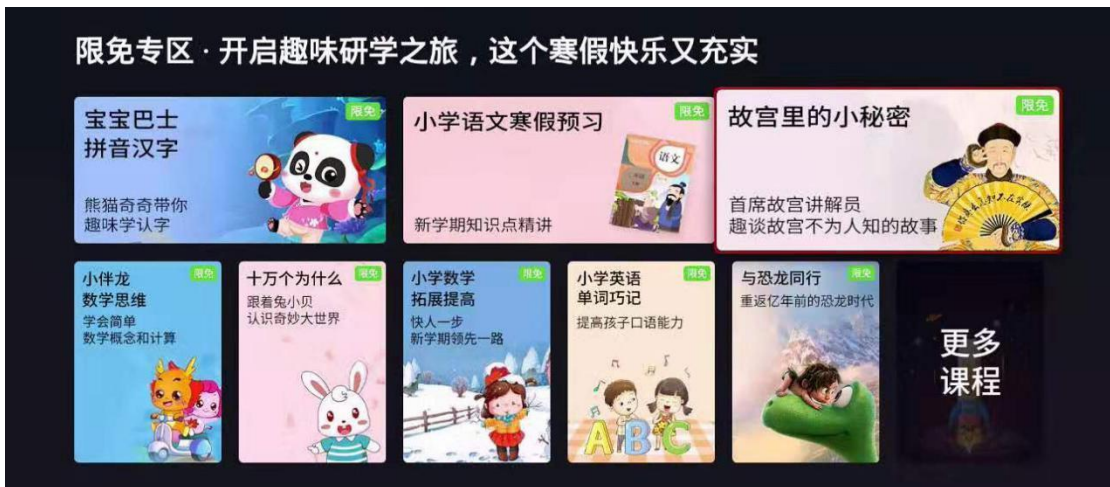 限免专区 · 开启趣味研学之旅，这个寒假快乐又充实
宝宝巴士
拼音汉字
限免
熊猫奇奇带你
趣味学认字
小学语文寒假预习
限免
语文
新学期知识点精讲
故宫里的小秘密
限免
首席故宫讲解员
趣谈故宫不为人知的故事
小伴龙
数学思维
限免
学会简单
数学概念和计算
十万个为什么
限免
跟着兔小贝
认识奇妙大世界
小学数学
拓展提高
限免
快人一步
新学期领先一路
小学英语
单词巧记
限免
提高孩子口语能力
ABC
与恐龙同行
限免
重返亿年前的恐龙时代
更多
课程